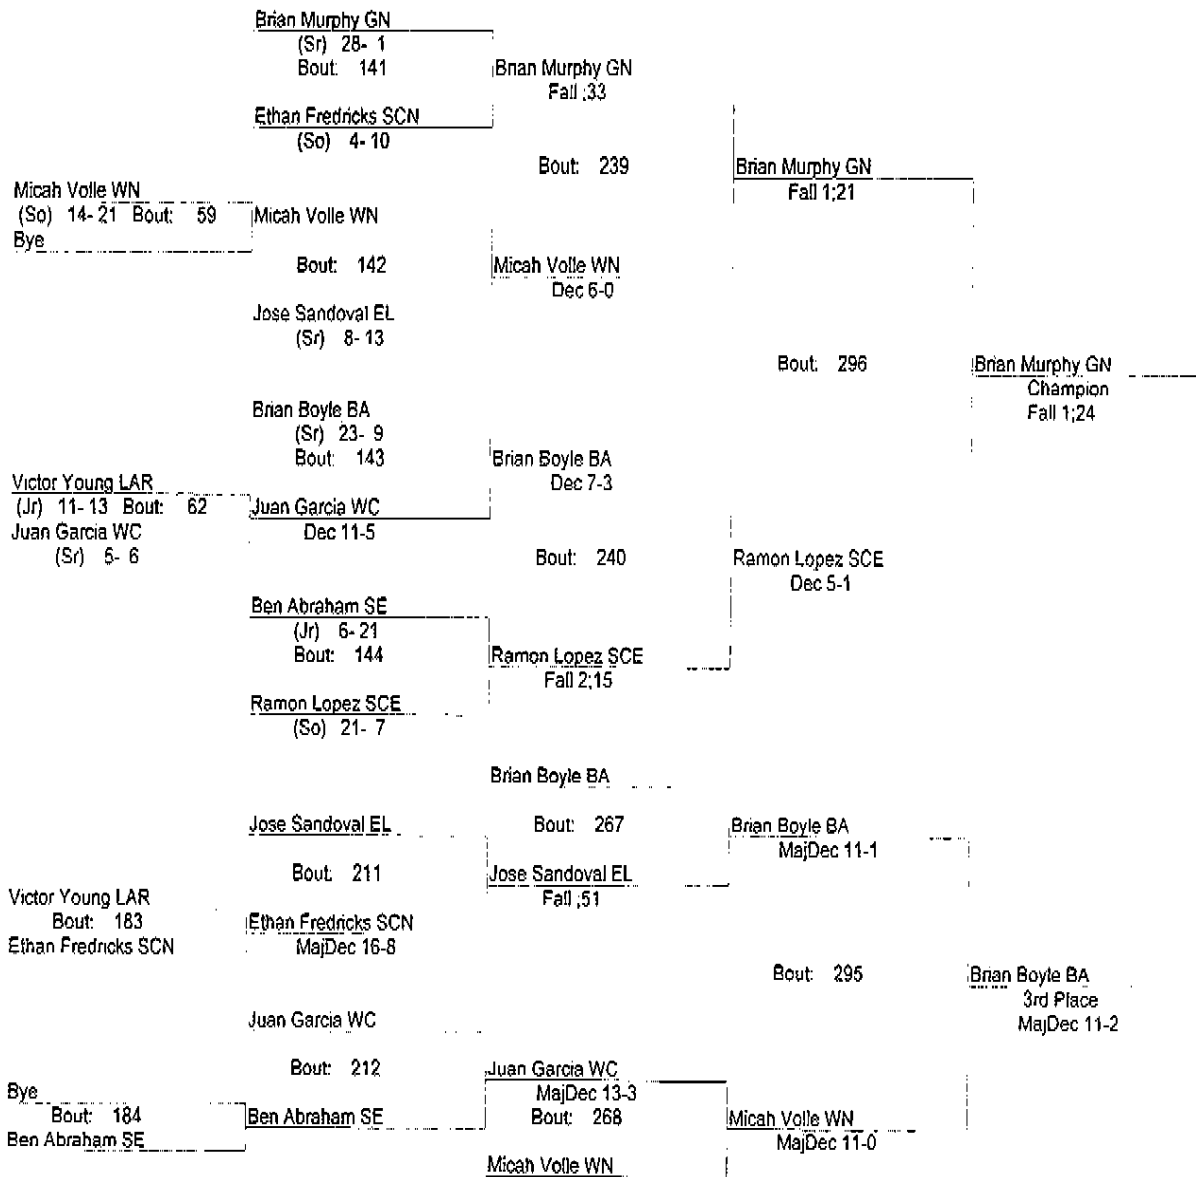 Brian Murphy GN
(Sr) 28- 1
Bout: 141
Brian Murphy GN
Fall ;33
Ethan Fredricks SCN
(So) 4- 10
Bout: 239
Brian Murphy GN
Fall 1;21
Micah Volle WN
(So) 14- 21 Bout: 59
Micah Volle WN
Bye
Bout: 142
Micah Volle WN
Dec 6-0
Jose Sandoval EL
(Sr) 8- 13
Bout: 296
Brian Murphy GN
Champion
Fall 1;24
Brian Boyle BA
(Sr) 23- 9
Bout: 143
Brian Boyle BA
Dec 7-3
Victor Young LAR
(Jr) 11- 13 Bout: 62
Juan Garcia WC
Dec 11-5
Juan Garcia WC
(Sr) 5- 6
Bout: 240
Ramon Lopez SCE
Dec 5-1
Ben Abraham SE
(Jr) 6- 21
Bout: 144
Ramon Lopez SCE
Fall 2;15
Ramon Lopez SCE
(So) 21- 7
Brian Boyle BA
Jose Sandoval EL
Bout: 267
Brian Boyle BA
MajDec 11-1
Bout: 211
Jose Sandoval EL
Fall ;51
Victor Young LAR
Bout: 183
Ethan Fredricks SCN
Ethan Fredricks SCN
MajDec 16-8
Bout: 295
Brian Boyle BA
3rd Place
MajDec 11-2
Juan Garcia WC
Bout: 212
Juan Garcia WC
MajDec 13-3
Bye
Bout: 184
Ben Abraham SE
Ben Abraham SE
Bout: 268
Micah Volle WN
MajDec 11-0
Micah Volle WN